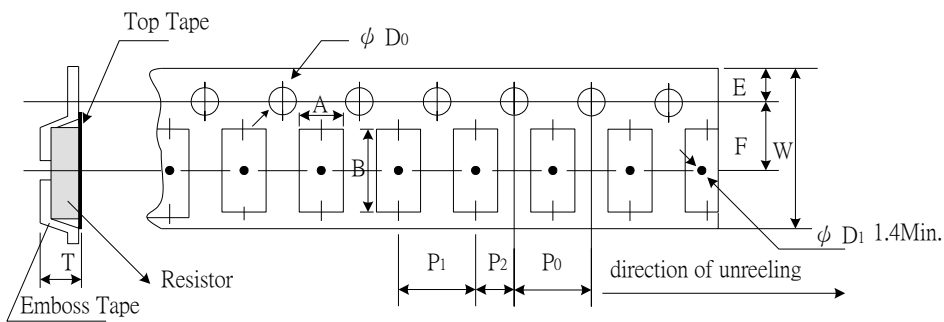 Top Tape
ϕ D0
A
E
B
F
W
ϕ D1 1.4Min.
T
Resistor
P1
P2
P0
direction of unreeling
Emboss Tape